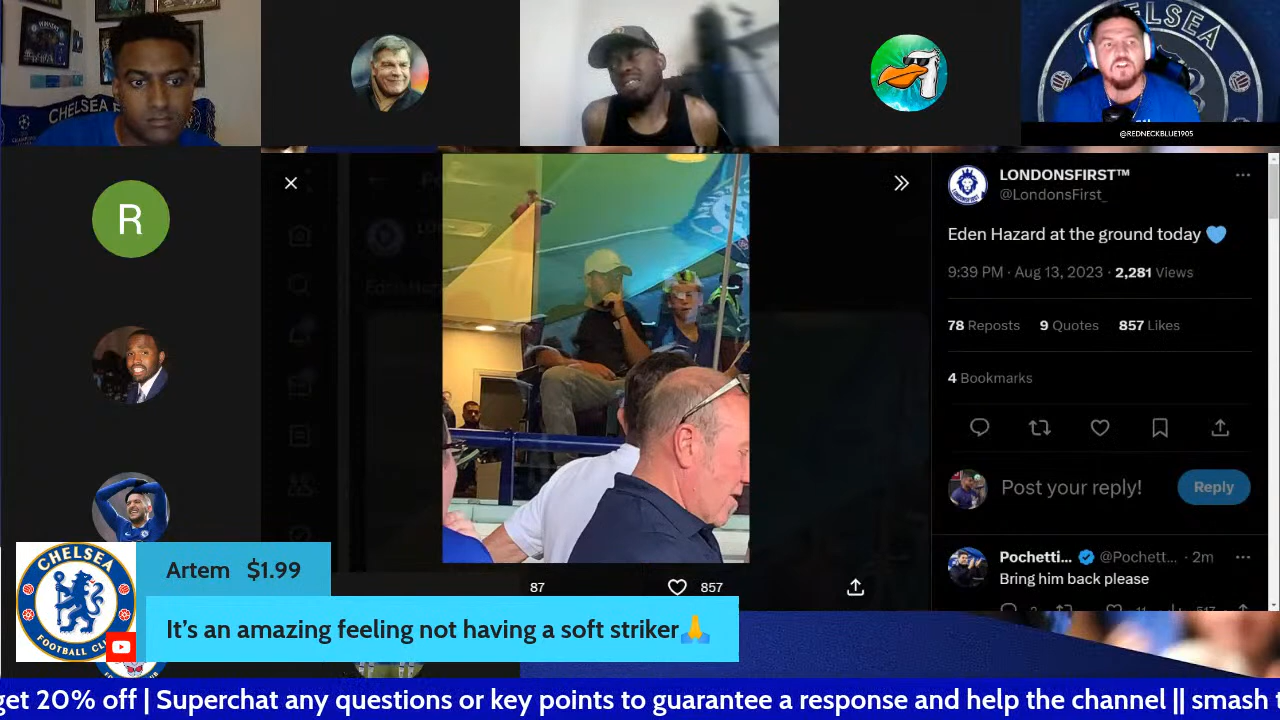 CHELSEA F
ELSE
@REDNECKBLUE1905
R
LONDONSFIRST™
@LondonsFirst_
Eden Hazard at the ground today 💙
9:39 PM · Aug 13, 2023 · 2,281 Views
78 Reposts 9 Quotes 857 Likes
4 Bookmarks
Post your reply! Reply
Pochetti... @Pochett... · 2m
Bring him back please
87 857
CHELSEA
FOOTBALL CLU
Artem $1.99
It's an amazing feeling not having a soft striker🙏
get 20% off | Superchat any questions or key points to guarantee a response and help the channel || smash